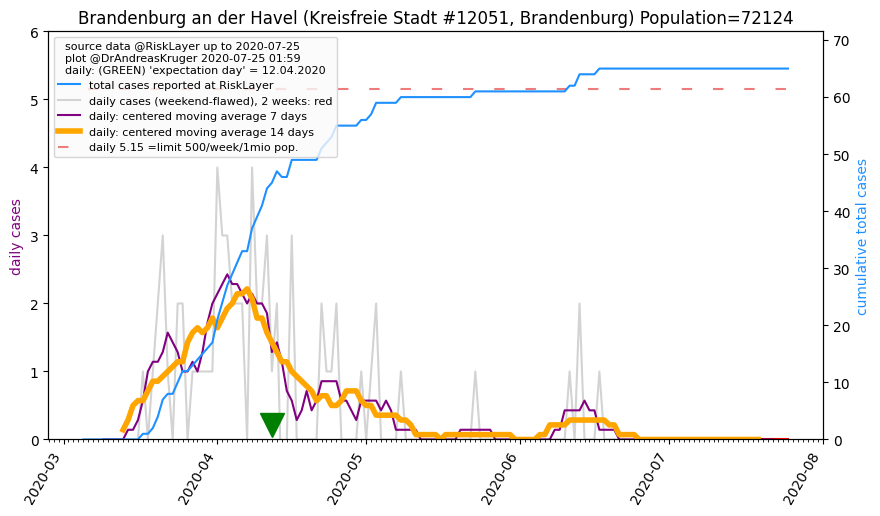 Brandenburg an der Havel (Kreisfreie Stadt #12051, Brandenburg) Population=72124
source data @RiskLayer up to 2020-07-25
plot @DrAndreasKruger 2020-07-25 01:59
daily: (GREEN) 'expectation day' = 12.04.2020
total cases reported at RiskLayer
daily cases (weekend-flawed), 2 weeks: red
daily: centered moving average 7 days
daily: centered moving average 14 days
daily 5.15 =limit 500/week/1mio pop.
daily cases
6
5
4
3
2
1
0
cumulative total cases
70
60
50
40
30
20
10
0
2020-03
2020-04
2020-05
2020-06
2020-07
2020-08